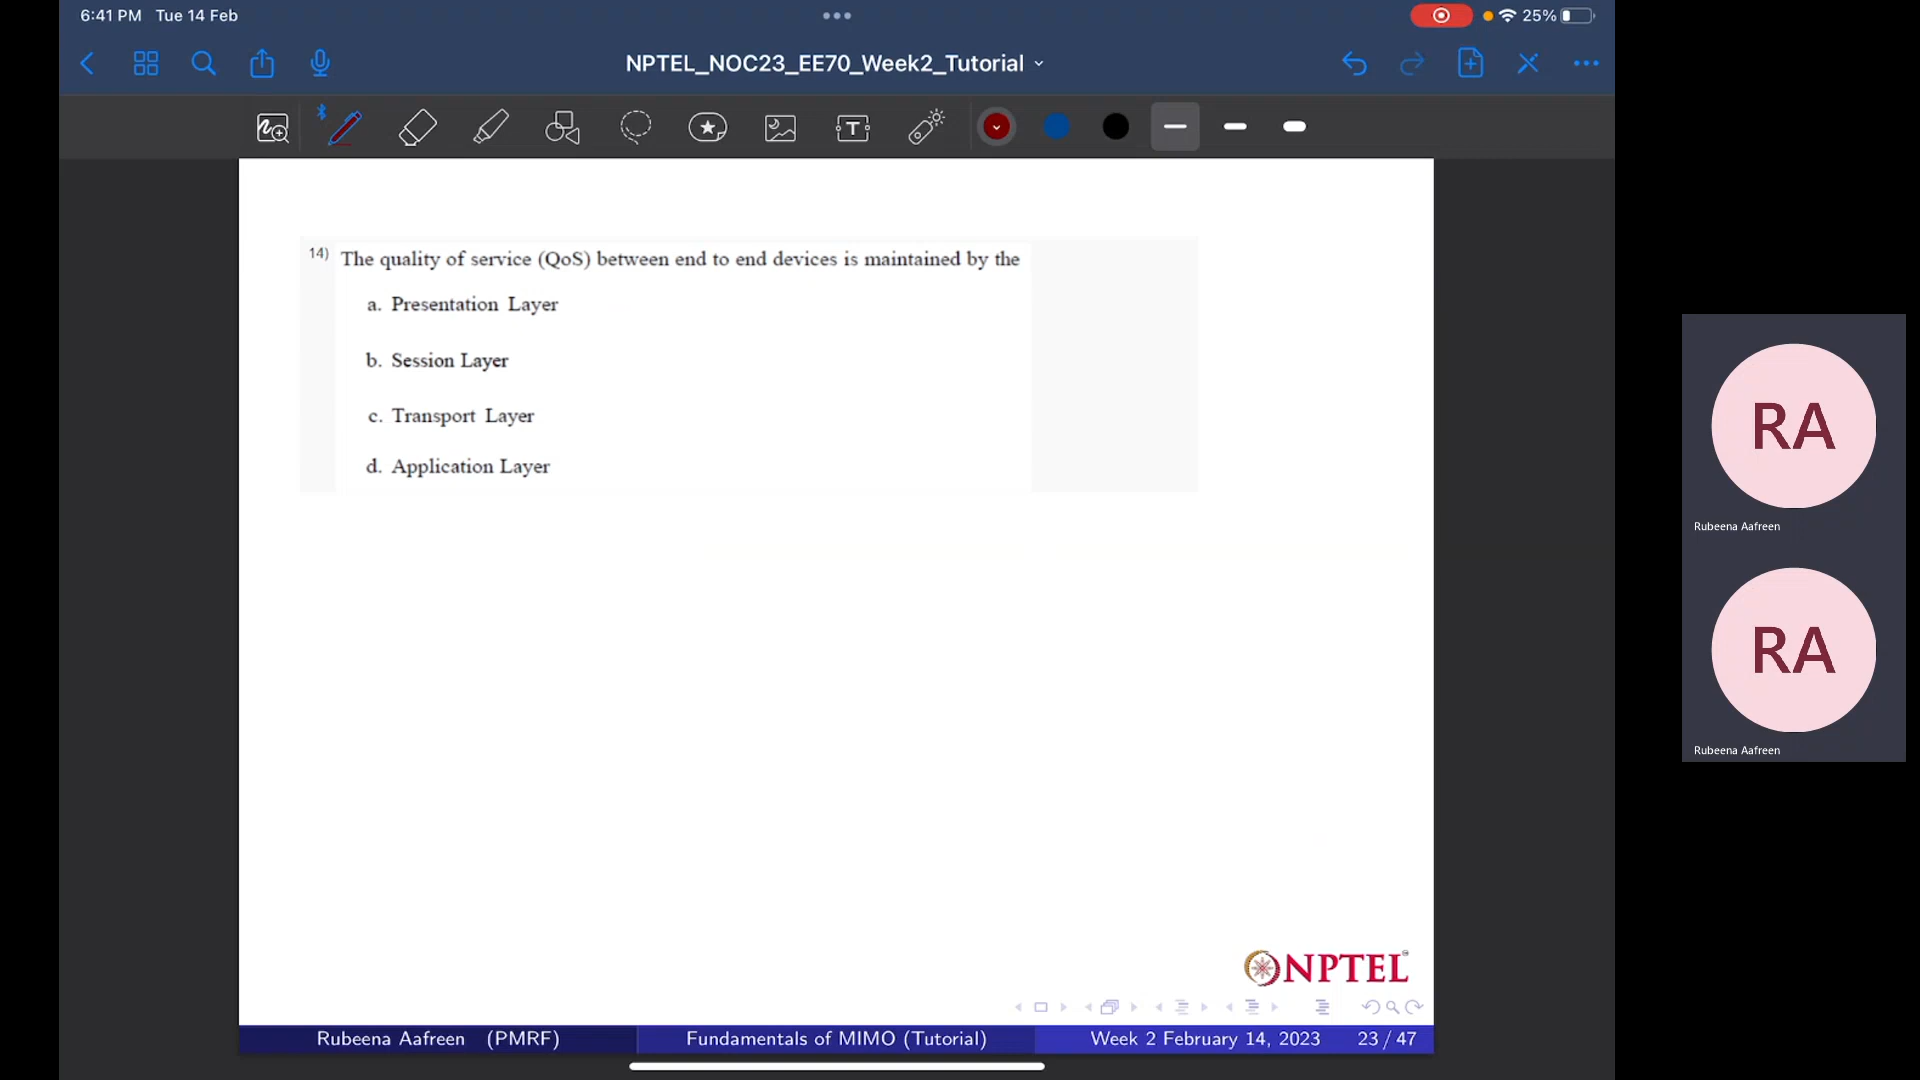 6:41 PM Tue 14 Feb
25%
NPTEL_NOC23_EE70_Week2_Tutorial
T
14) The quality of service (QoS) between end to end devices is maintained by the
a. Presentation Layer
b. Session Layer
c. Transport Layer
d. Application Layer
RA
Rubeena Aafreen
RA
Rubeena Aafreen
NPTEL
Rubeena Aafreen (PMRF) Fundamentals of MIMO (Tutorial) Week 2 February 14, 2023 23 / 47